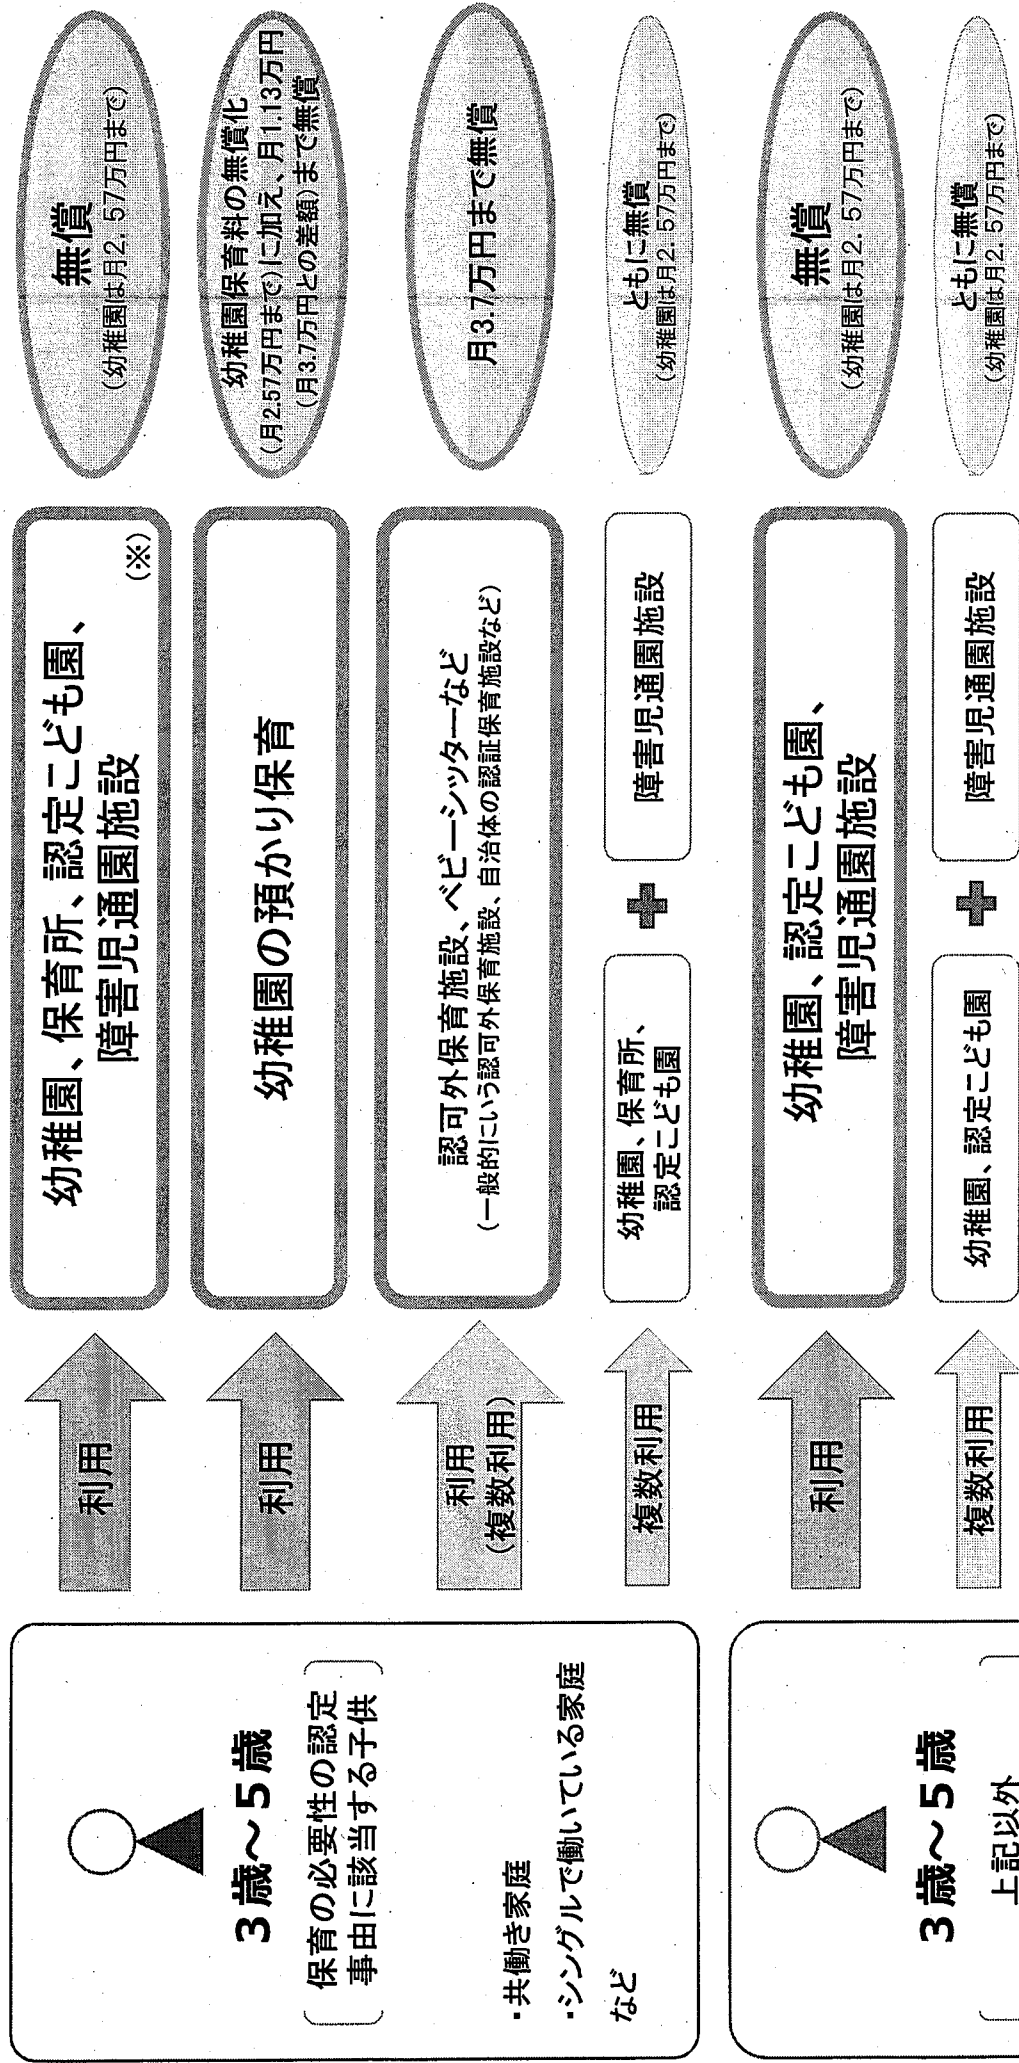 3歳～5歳
保育の必要性の認定
事由に該当する子供
・共働き家庭
・シングルで働いている家庭
など
利用
幼稚園、保育所、認定こども園、
障害児通園施設
(※)
無償
(幼稚園は月2.57万円まで)
利用
幼稚園の預かり保育
幼稚園保育料の無償化
(月2.57万円まで)に加え、月1.13万円
(月3.7万円との差額)まで無償
利用
(複数利用)
認可外保育施設、ベビーシッターなど
(一般的にいう認可外保育施設、自治体の認証保育施設など)
月3.7万円まで無償
複数利用
幼稚園、保育所、
認定こども園
障害児通園施設
ともに無償
(幼稚園は月2.57万円まで)
3歳～5歳
上記以外
利用
幼稚園、認定こども園、
障害児通園施設
無償
(幼稚園は月2.57万円まで)
複数利用
幼稚園、認定こども園
障害児通園施設
ともに無償
(幼稚園は月2.57万円まで)